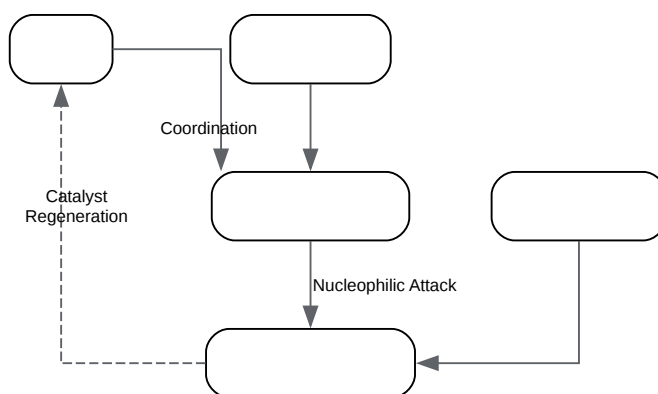 Coordination
Catalyst
Regeneration
Nucleophilic Attack